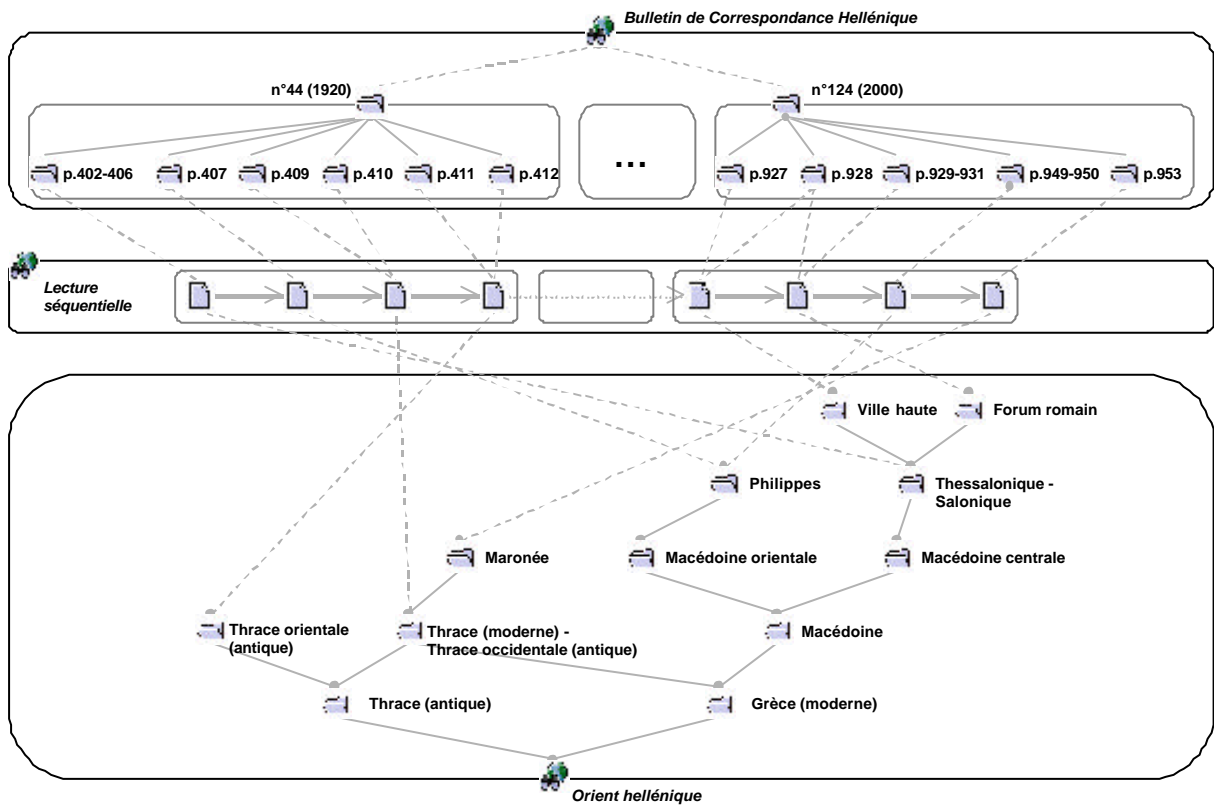 Bulletin de Correspondance Hellénique
n°44 (1920)
n°124 (2000)
...
p.402-406
p.407
p.409
p.410
p.411
p.412
p.927
p.928
p.929-931
p.949-950
p.953
Lecture
séquentielle
Ville haute
Forum romain
Philippes
Thessalonique -
Salonique
Maronée
Macédoine orientale
Macédoine centrale
Thrace orientale
(antique)
Thrace (moderne) -
Thrace occidentale (antique)
Macédoine
Thrace (antique)
Grèce (moderne)
Orient hellénique